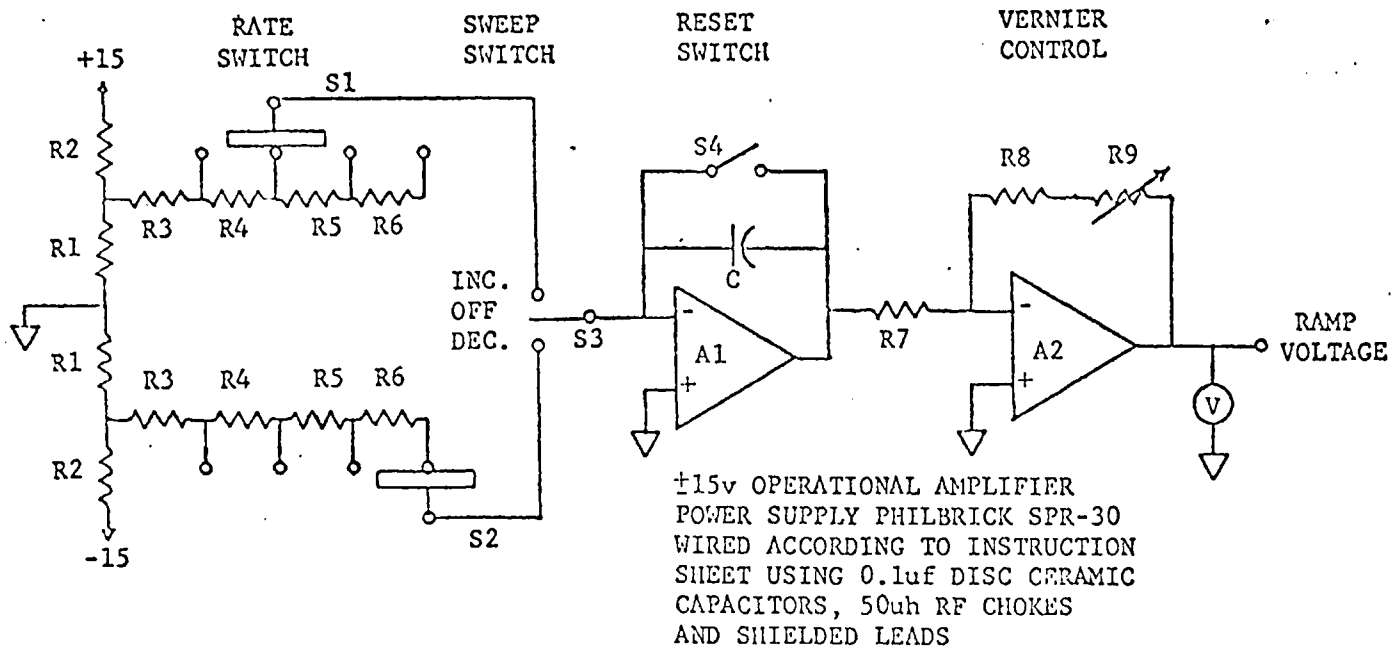 RATE
SWITCH
SWEEP
SWITCH
RESET
SWITCH
VERNIER
CONTROL
+15
S1
R2
R3
R4
R5
R6
R1
S4
C
R8
R9
INC.
OFF
DEC.
S3
-
+
A1
R7
-
+
A2
RAMP
VOLTAGE
V
R1
R3
R4
R5
R6
R2
-15
S2
±15v OPERATIONAL AMPLIFIER
POWER SUPPLY PHILBRICK SPR-30
WIRED ACCORDING TO INSTRUCTION
SHEET USING 0.1uf DISC CERAMIC
CAPACITORS, 50uh RF CHOKES
AND SHIELDED LEADS